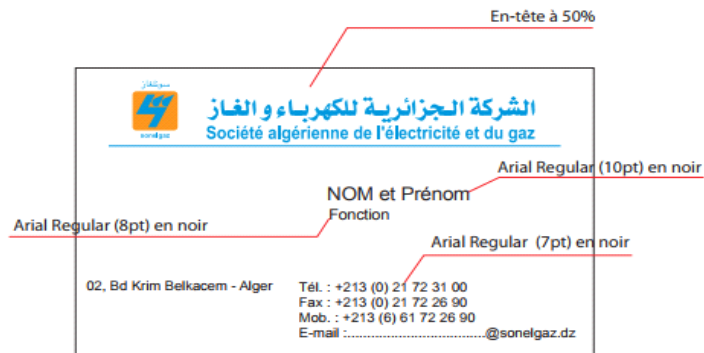 En-tête à 50%
سونلغاز
الشركة الجزائرية للكهرباء و الغاز
sonelgaz
Société algérienne de l'électricité et du gaz
Arial Regular (10pt) en noir
NOM et Prénom
Fonction
Arial Regular (8pt) en noir
Arial Regular (7pt) en noir
02, Bd Krim Belkacem - Alger
Tél. : +213 (0) 21 72 31 00
Fax : +213 (0) 21 72 26 90
Mob. : +213 (6) 61 72 26 90
E-mail :...................................@sonelgaz.dz